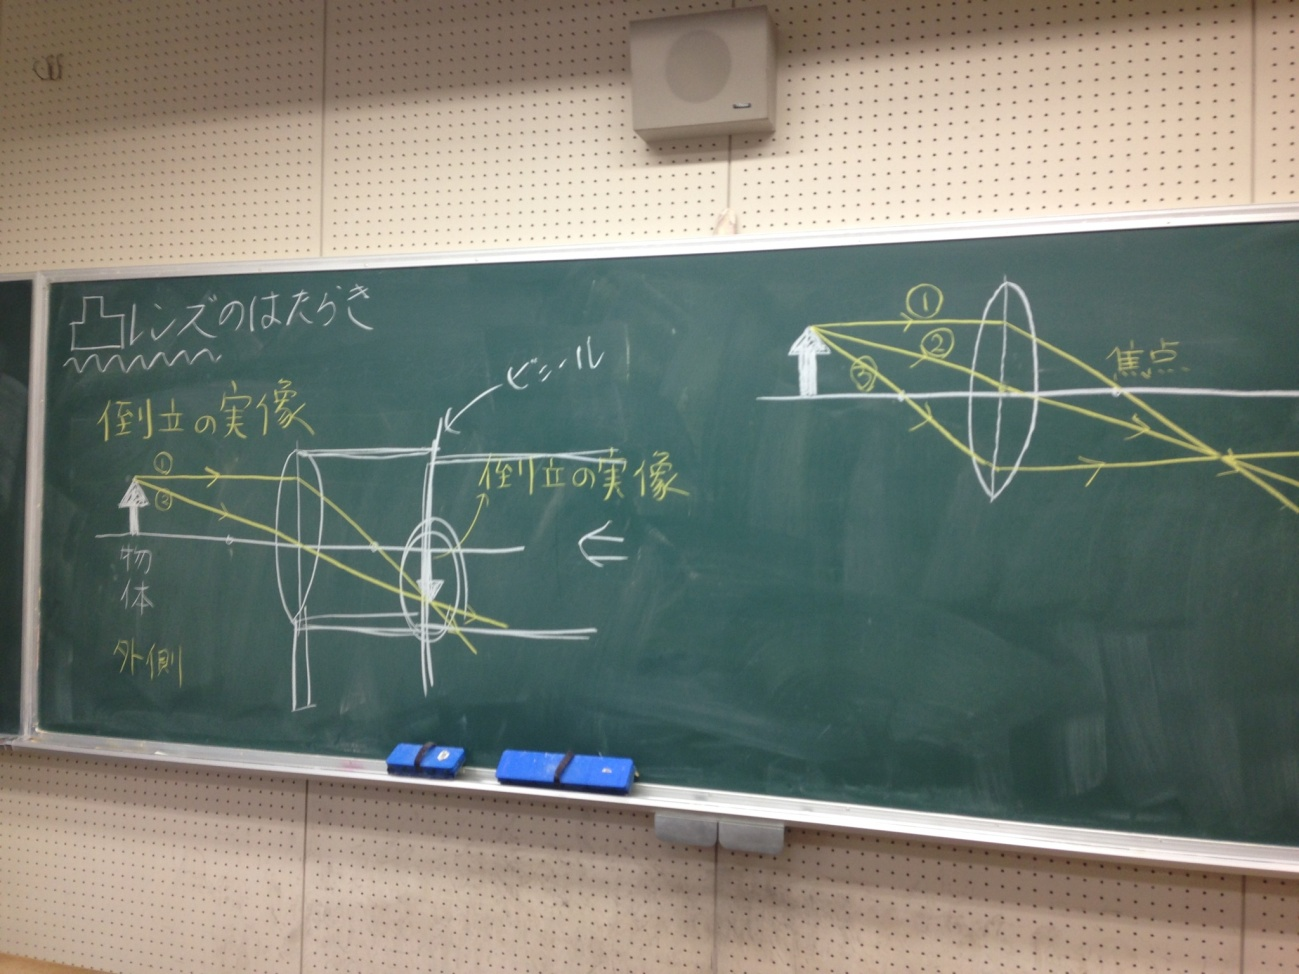 凸レンズのはたらき
倒立の実像
ビニール
倒立の実像
①
②
物体
外側
①
②
③
焦点